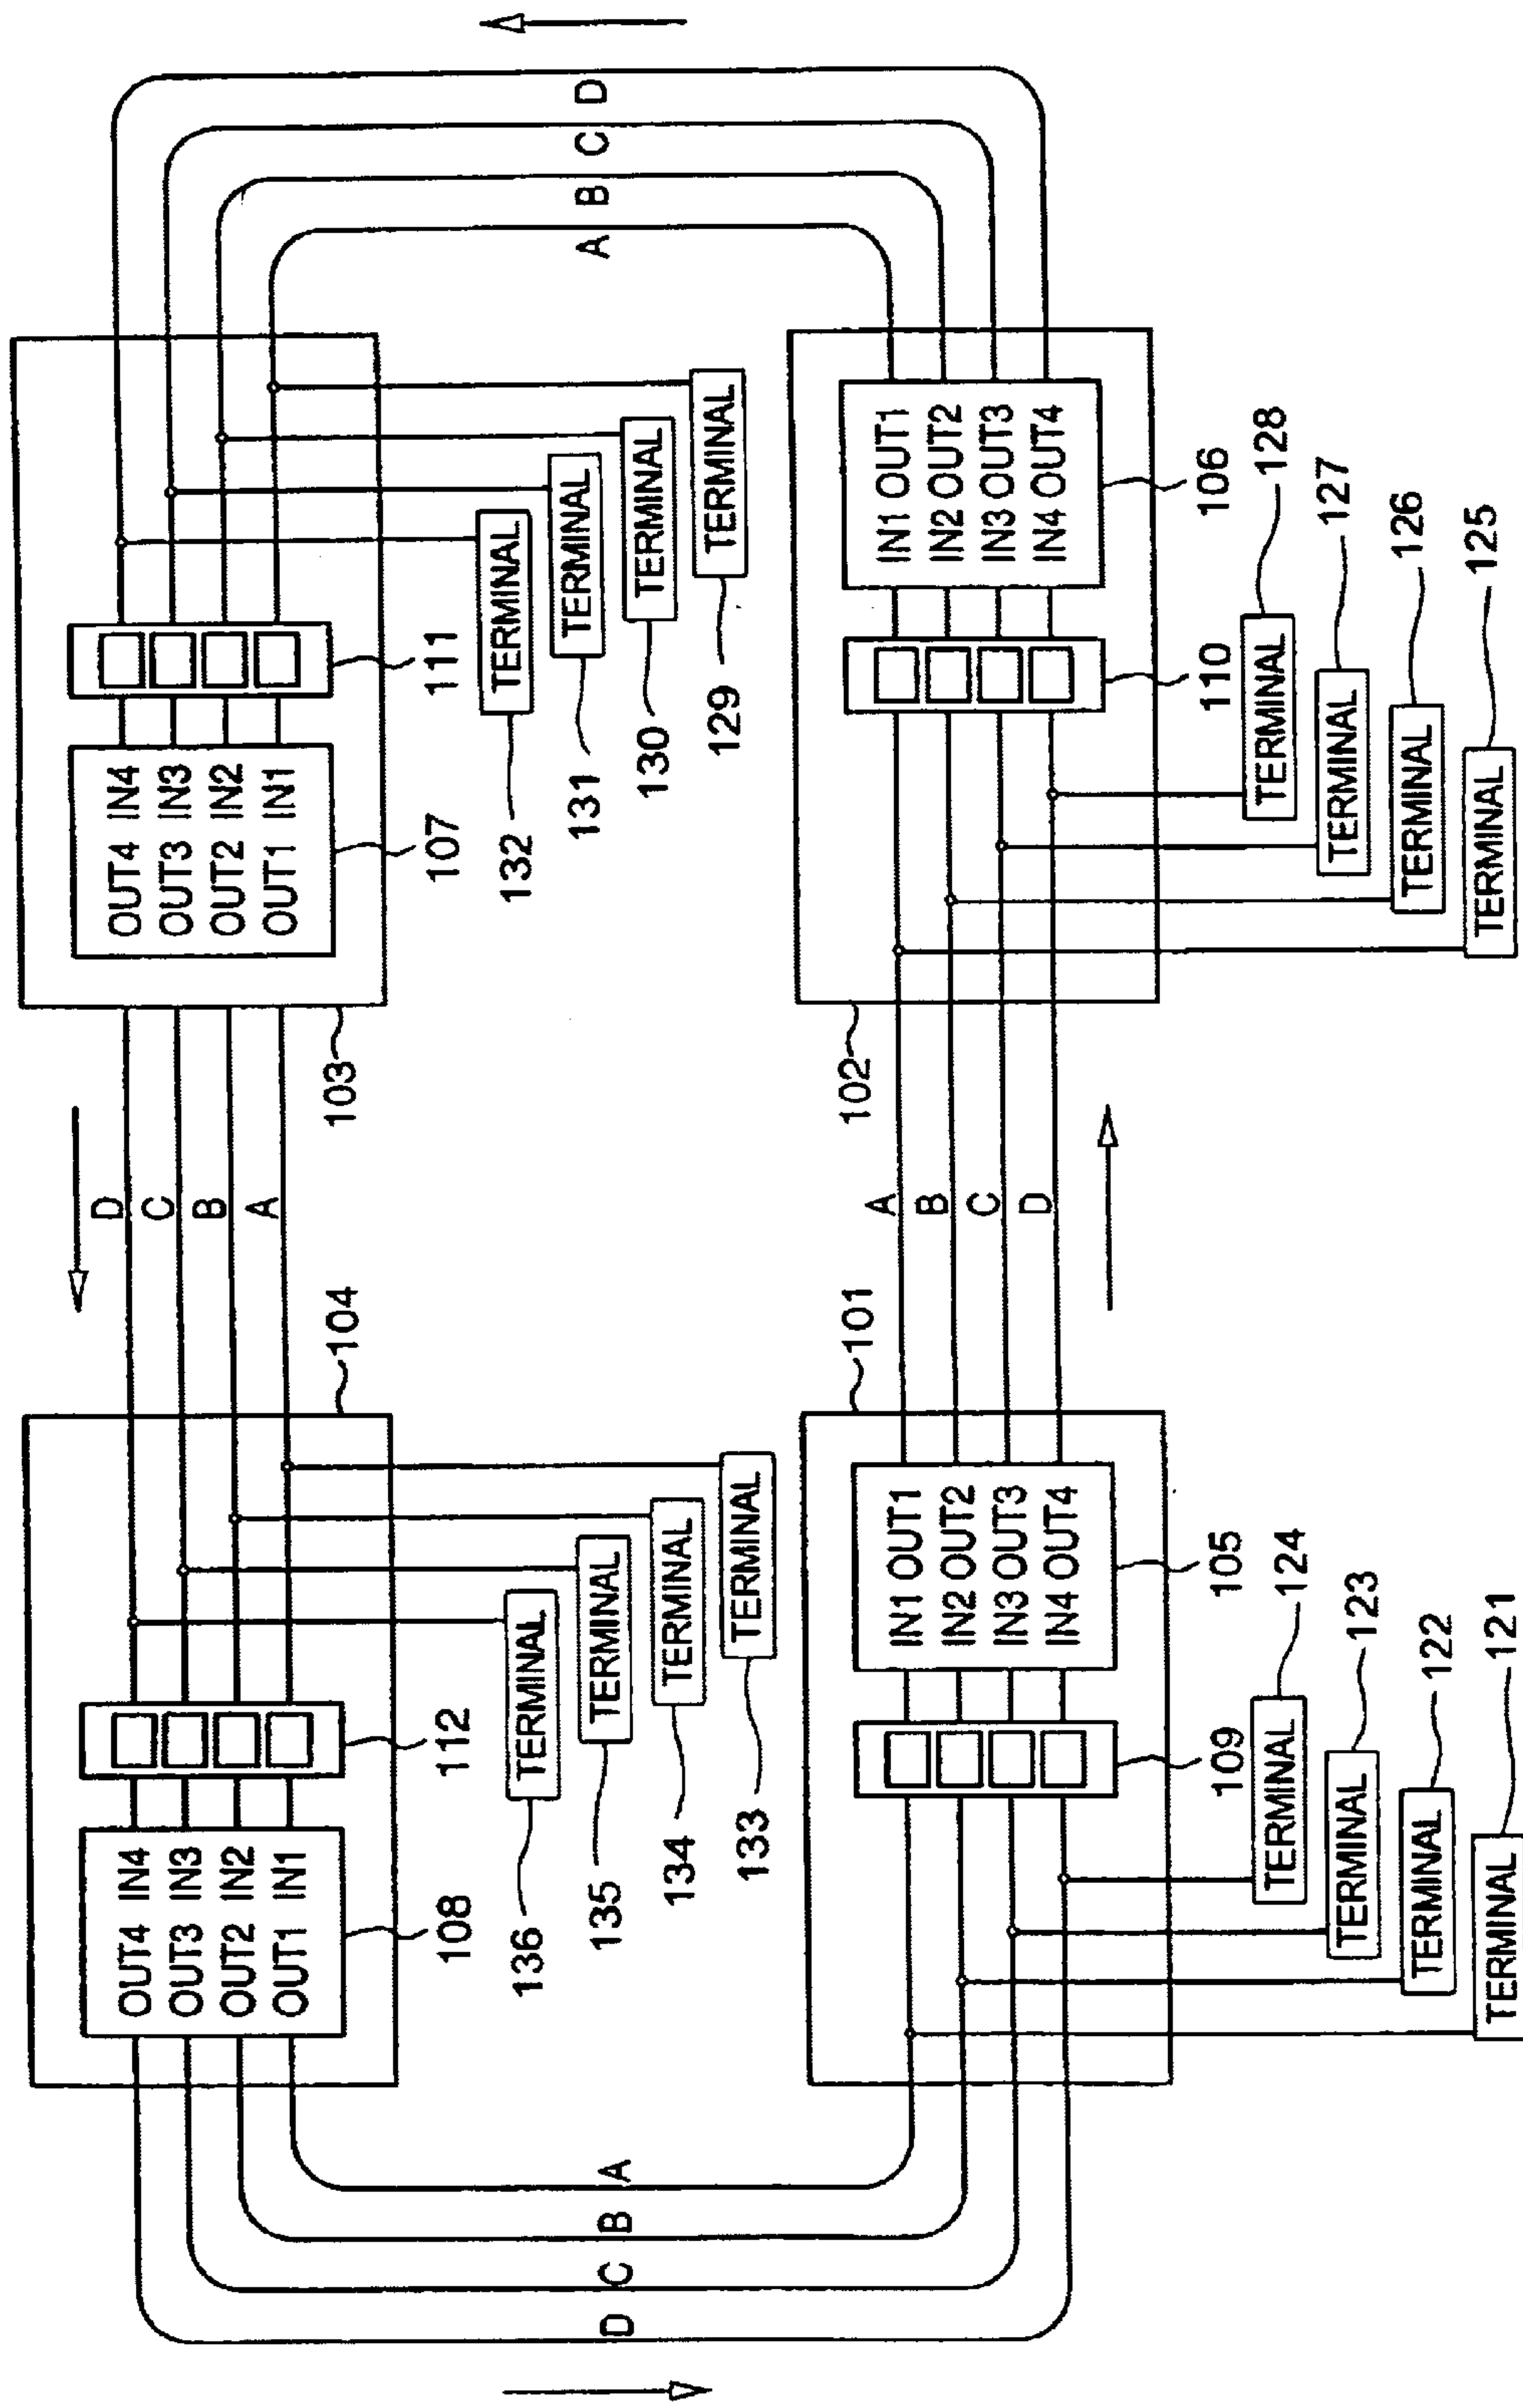 D
C
B
A
OUT4 IN4
OUT3 IN3
OUT2 IN2
OUT1 IN1
108
112
104
136
TERMINAL
135
TERMINAL
134
TERMINAL
133
TERMINAL
D
C
B
A
103
OUT4 IN4
OUT3 IN3
OUT2 IN2
OUT1 IN1
107
111
132
TERMINAL
131
TERMINAL
130
TERMINAL
129
TERMINAL
A
B
C
D
101
IN1 OUT1
IN2 OUT2
IN3 OUT3
IN4 OUT4
109
105
TERMINAL
124
TERMINAL
123
TERMINAL
122
TERMINAL
121
A
B
C
D
102
IN1 OUT1
IN2 OUT2
IN3 OUT3
IN4 OUT4
110
106
TERMINAL
128
TERMINAL
127
TERMINAL
126
TERMINAL
125